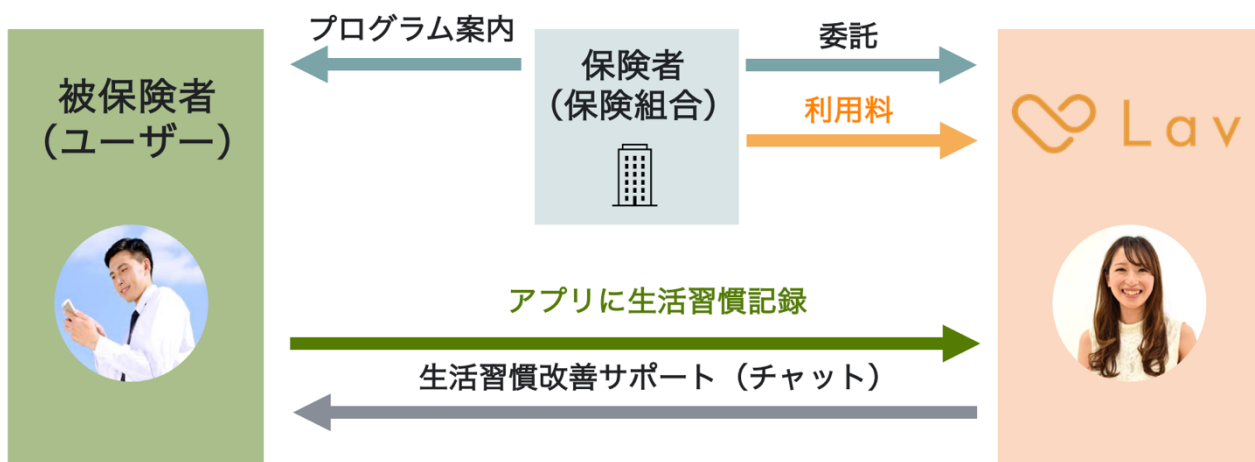 プログラム案内
委託
被保険者
（ユーザー）
保険者
（保険組合）
利用料
Lav
アプリに生活習慣記録
生活習慣改善サポート（チャット）